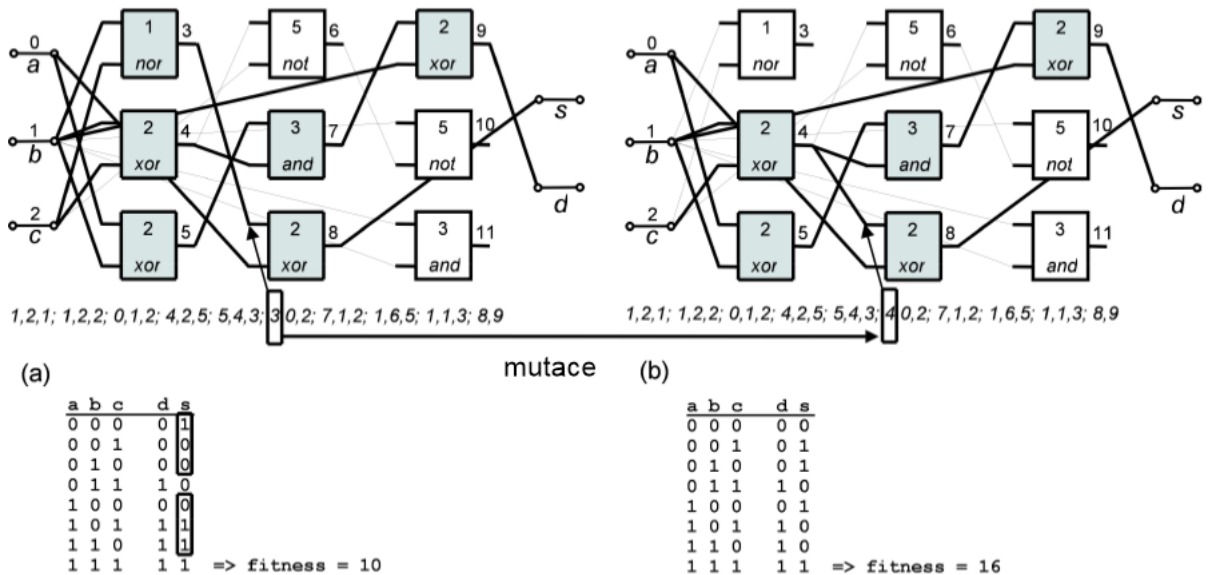 0 a
1 b
2 c
1 nor 3
2 xor 4
2 xor 5
5 not 6
3 and 7
2 xor 8
2 xor 9
5 not 10
3 and 11
s
d
0 a
1 b
2 c
1 nor 3
2 xor 4
2 xor 5
5 not 6
3 and 7
2 xor 8
2 xor 9
5 not 10
3 and 11
s
d
1,2,1; 1,2,2; 0,1,2; 4,2,5; 5,4,3; 3 0,2; 7,1,2; 1,6,5; 1,1,3; 8,9
1,2,1; 1,2,2; 0,1,2; 4,2,5; 5,4,3; 4 0,2; 7,1,2; 1,6,5; 1,1,3; 8,9
mutace
(a)
a b c d s
0 0 0 0 1
0 0 1 0 0
0 1 0 0 0
0 1 1 1 0
1 0 0 0 0
1 0 1 1 1
1 1 0 1 1
1 1 1 1 1 => fitness = 10
(b)
a b c d s
0 0 0 0 0
0 0 1 0 1
0 1 0 0 1
0 1 1 1 0
1 0 0 0 1
1 0 1 1 0
1 1 0 1 0
1 1 1 1 1 => fitness = 16